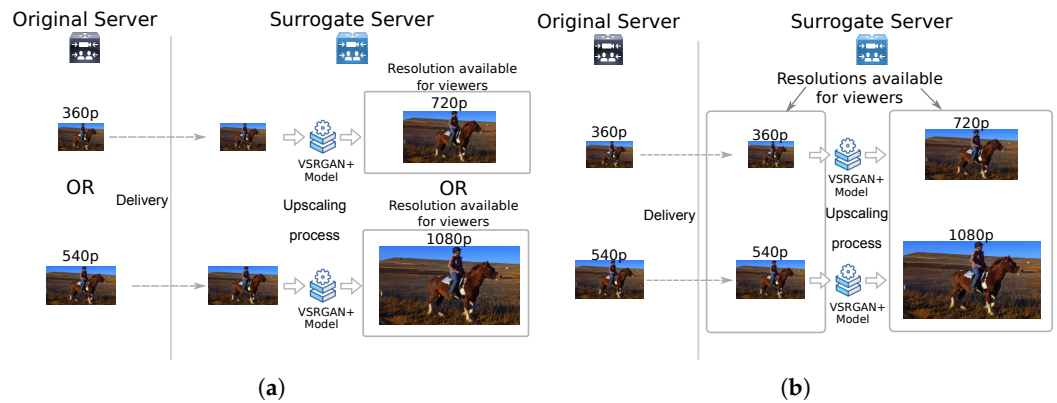 Original Server
Surrogate Server
Resolution available
for viewers
360p
720p
VSRGAN+
Model
OR
Delivery
Upscaling
process
OR
Resolution available
for viewers
540p
1080p
VSRGAN+
Model
(a)
Original Server
Surrogate Server
Resolutions available
for viewers
360p
360p
720p
VSRGAN+
Model
Delivery
Upscaling
process
540p
540p
1080p
VSRGAN+
Model
(b)